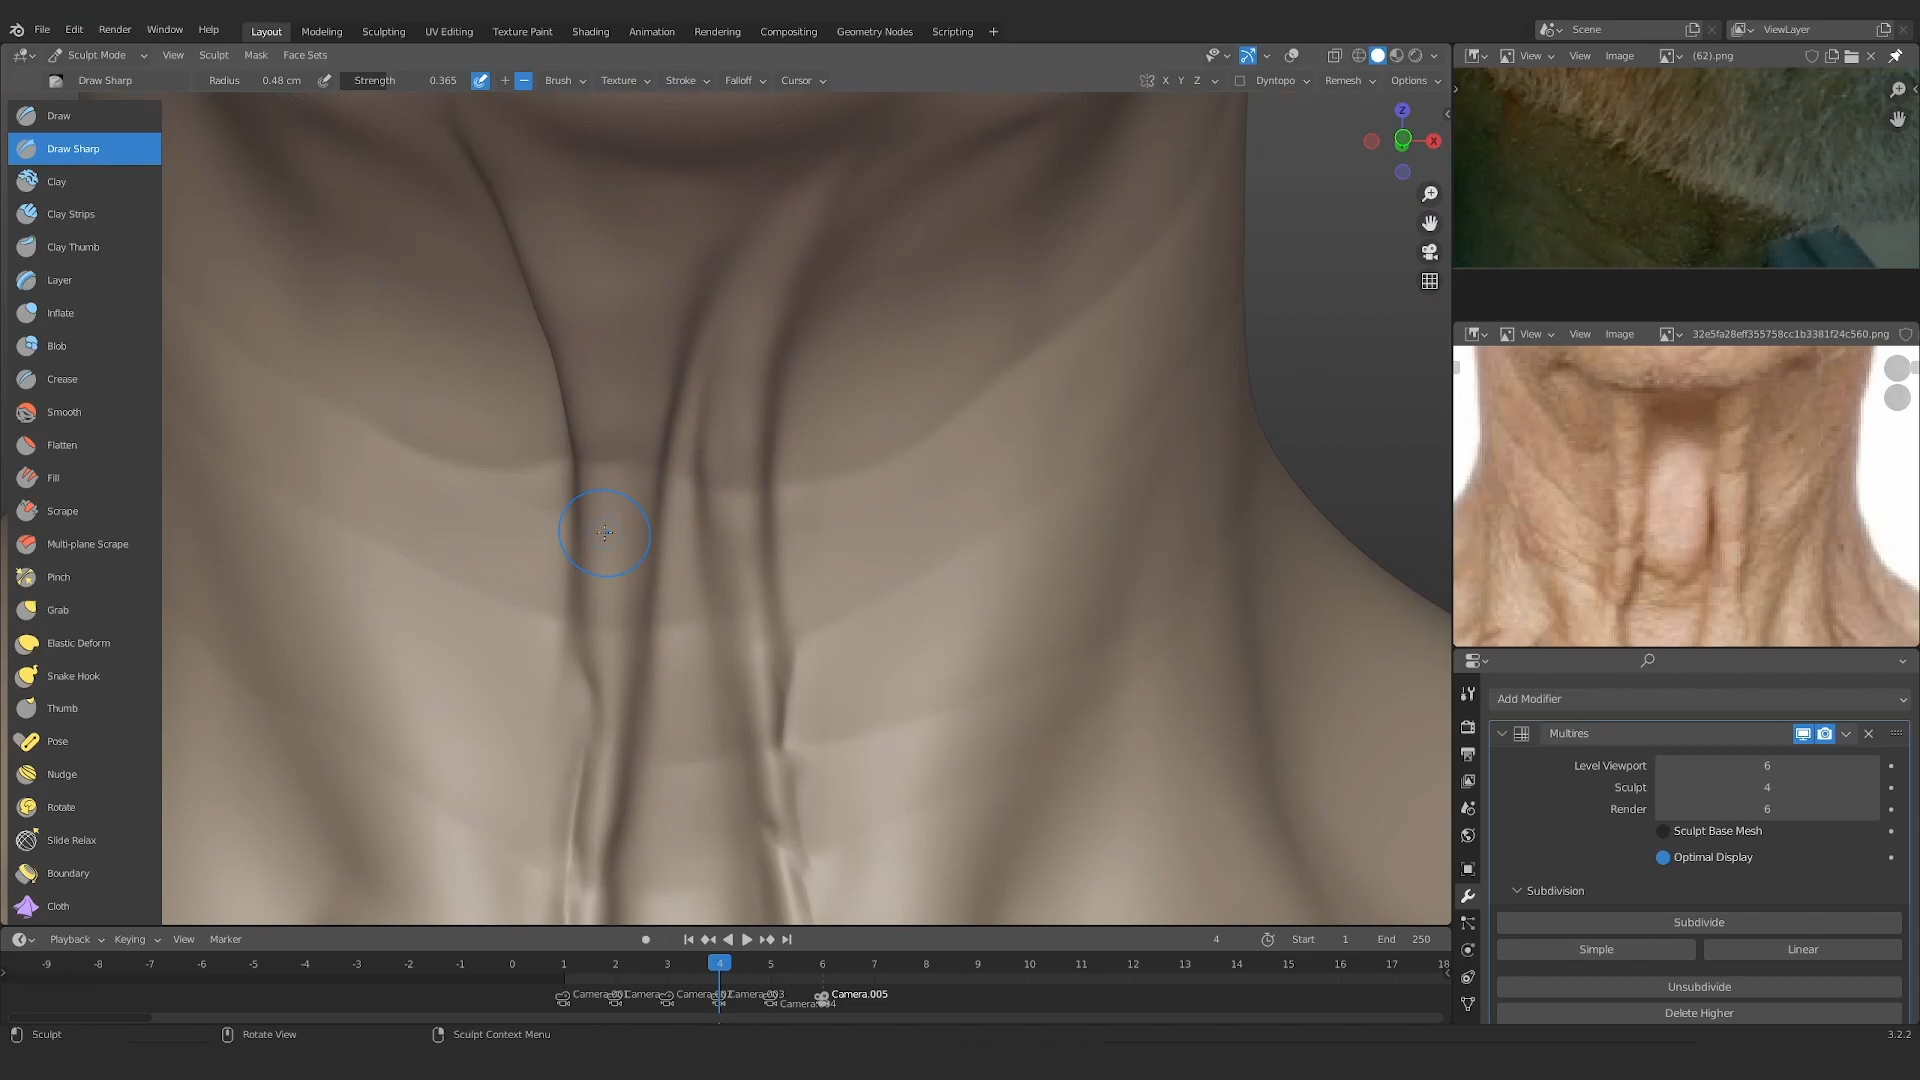 File Edit Render Window Help Layout Modeling Sculpting UV Editing Texture Paint Shading Animation Rendering Compositing Geometry Nodes Scripting + Scene ViewLayer
Sculpt Mode View Sculpt Mask Face Sets View View Image (62).png
Draw Sharp Radius 0.48 cm Strength 0.365 + − Brush Texture Stroke Falloff Cursor X Y Z Dyntopo Remesh Options
Draw
Draw Sharp
Clay
Clay Strips
Clay Thumb
Layer
Inflate
Blob
Crease
Smooth
Flatten
Fill
Scrape
Multi-plane Scrape
Pinch
Grab
Elastic Deform
Snake Hook
Thumb
Pose
Nudge
Rotate
Slide Relax
Boundary
Cloth
Z
X
View View Image 32e5fa28eff355758cc1b3381f24c560.png
Add Modifier
Multires
Level Viewport 6
Sculpt 4
Render 6
Sculpt Base Mesh
Optimal Display
Subdivision
Subdivide
Simple Linear
Unsubdivide
Delete Higher
Playback Keying View Marker 4 Start 1 End 250
-9 -8 -7 -6 -5 -4 -3 -2 -1 0 1 2 3 4 5 6 7 8 9 10 11 12 13 14 15 16 17 18
Camera.003 Camera.005
Sculpt Rotate View Sculpt Context Menu 3.2.2